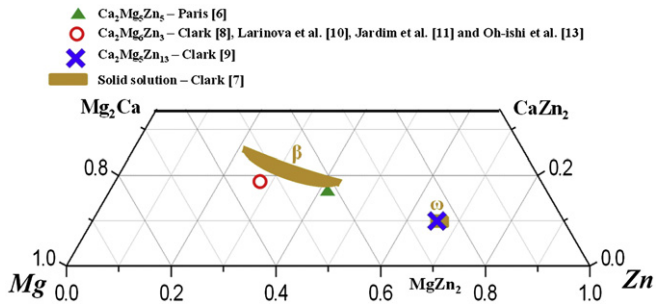 Ca₂Mg₅Zn₅ – Paris [6]
Ca₂Mg₆Zn₃ – Clark [8], Larinova et al. [10], Jardim et al. [11] and Oh-ishi et al. [13]
Ca₂Mg₅Zn₁₃ – Clark [9]
Solid solution – Clark [7]
Mg₂Ca
CaZn₂
β
0.8
0.2
ω
1.0
0.0
MgZn₂
Mg
Zn
0.0
0.2
0.4
0.6
0.8
1.0